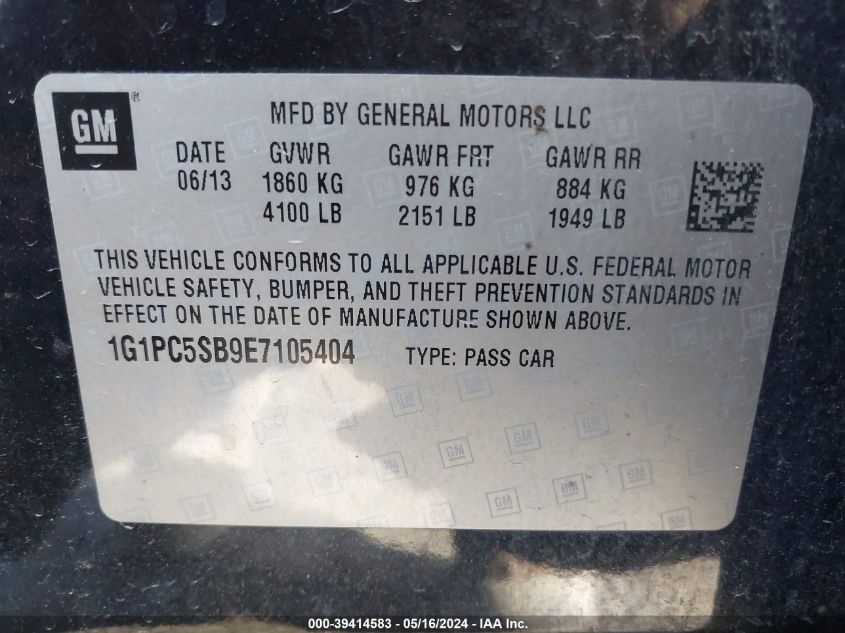 GM ®
MFD BY GENERAL MOTORS LLC
DATE GVWR GAWR FRT GAWR RR
06/13 1860 KG 976 KG 884 KG
4100 LB 2151 LB 1949 LB
THIS VEHICLE CONFORMS TO ALL APPLICABLE U.S. FEDERAL MOTOR
VEHICLE SAFETY, BUMPER, AND THEFT PREVENTION STANDARDS IN
EFFECT ON THE DATE OF MANUFACTURE SHOWN ABOVE.
1G1PC5SB9E7105404 TYPE: PASS CAR
000-39414583 - 05/16/2024 - IAA Inc.